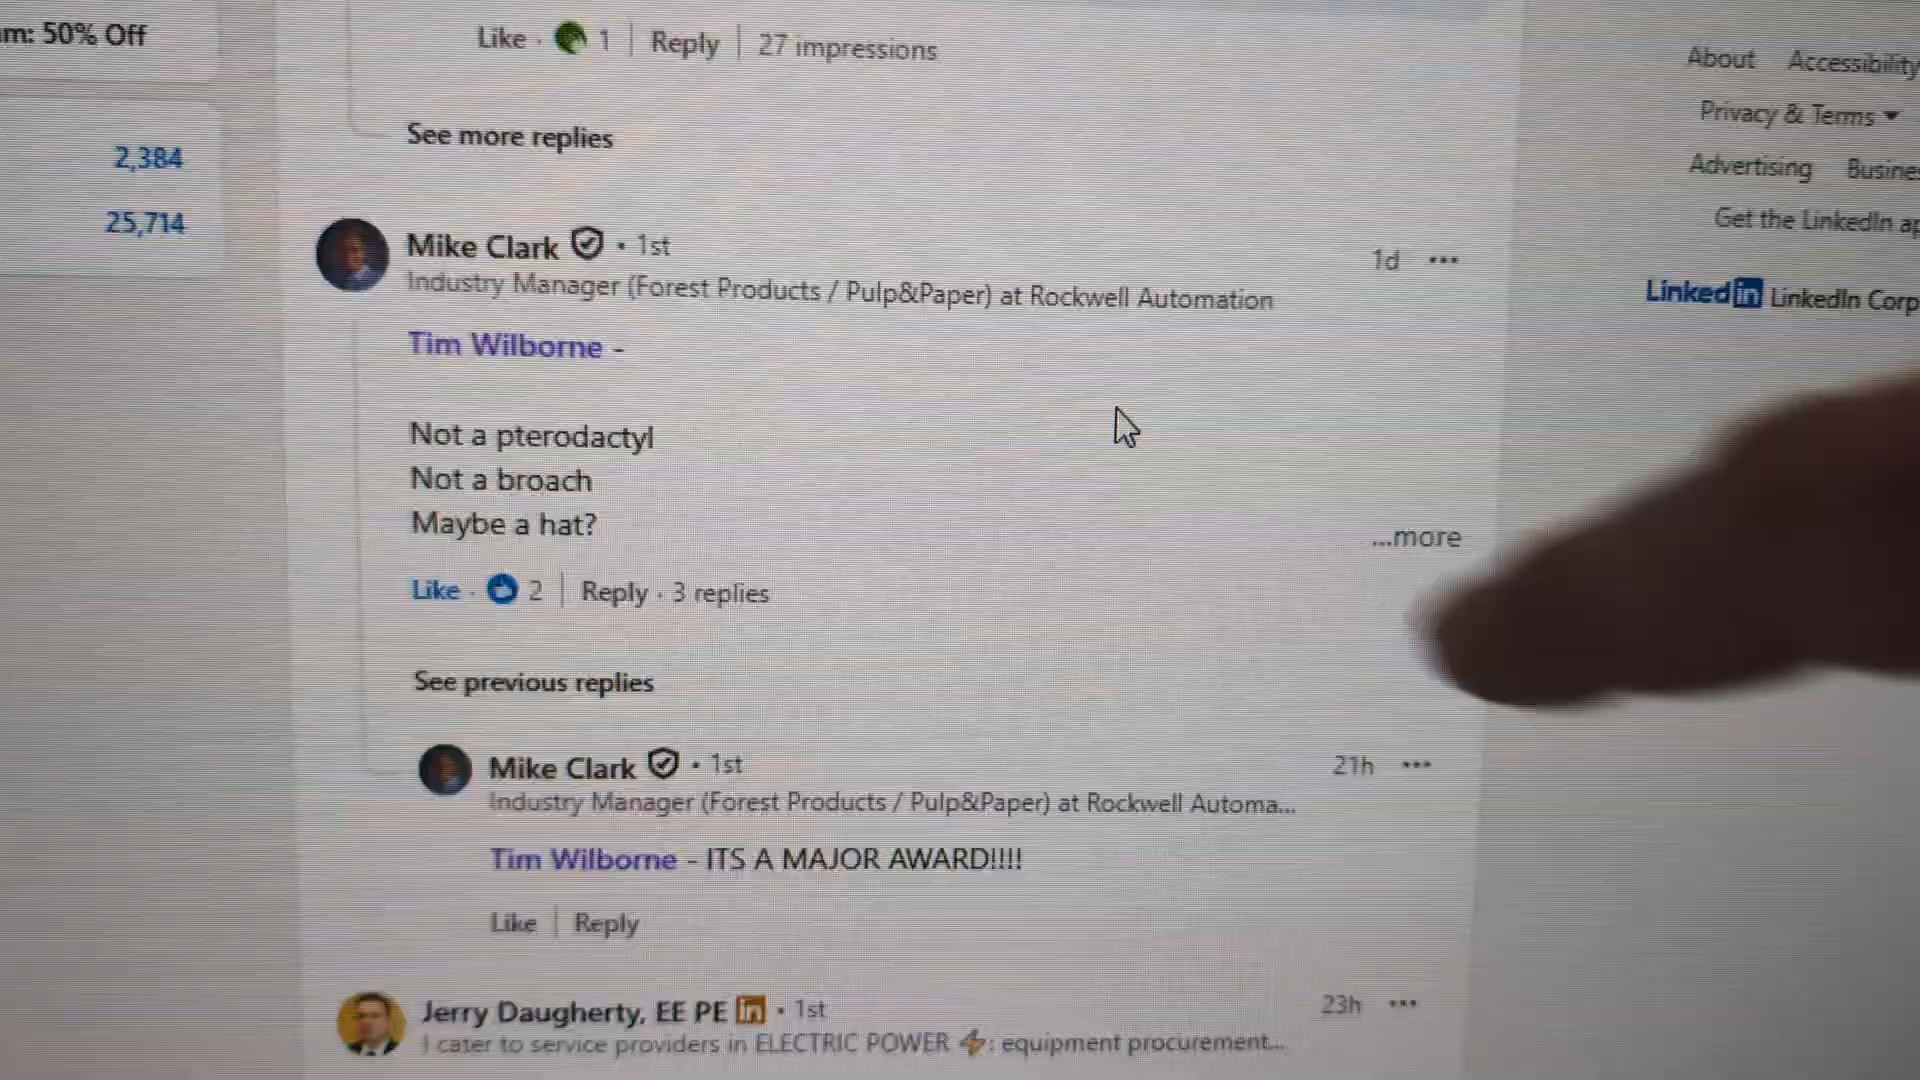 m: 50% Off
Like · 1 | Reply | 27 impressions
See more replies
2,384
25,714
Mike Clark • 1st
1d •••
Industry Manager (Forest Products / Pulp&Paper) at Rockwell Automation
Tim Wilborne -
Not a pterodactyl
Not a broach
Maybe a hat?
...more
Like · 2 | Reply · 3 replies
See previous replies
Mike Clark • 1st
21h •••
Industry Manager (Forest Products / Pulp&Paper) at Rockwell Automa...
Tim Wilborne - ITS A MAJOR AWARD!!!!
Like | Reply
Jerry Daugherty, EE PE in • 1st
23h •••
I cater to service providers in ELECTRIC POWER ⚡: equipment procurement...
About Accessibility
Privacy & Terms
Advertising Busine
Get the LinkedIn ap
LinkedIn LinkedIn Corp